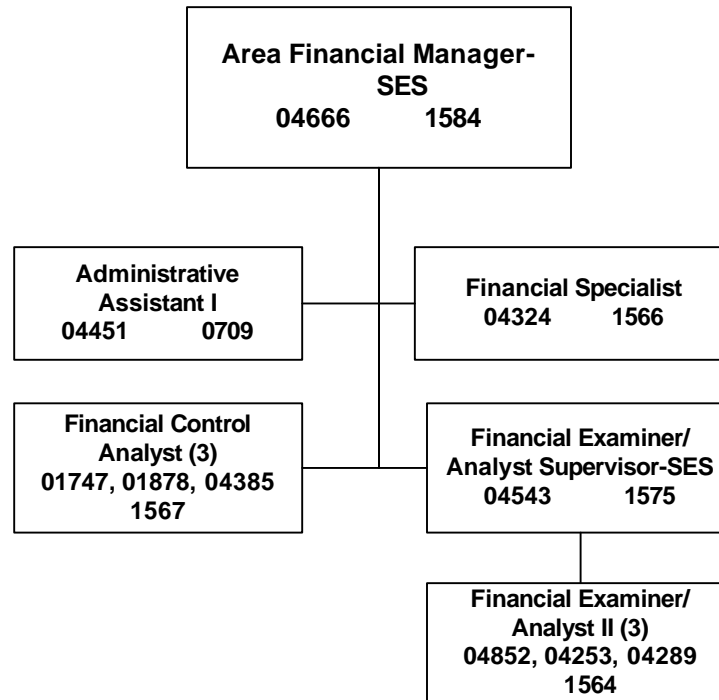 Area Financial Manager-
SES
04666 1584
Administrative
Assistant I
04451 0709
Financial Specialist
04324 1566
Financial Control
Analyst (3)
01747, 01878, 04385
1567
Financial Examiner/
Analyst Supervisor-SES
04543 1575
Financial Examiner/
Analyst II (3)
04852, 04253, 04289
1564